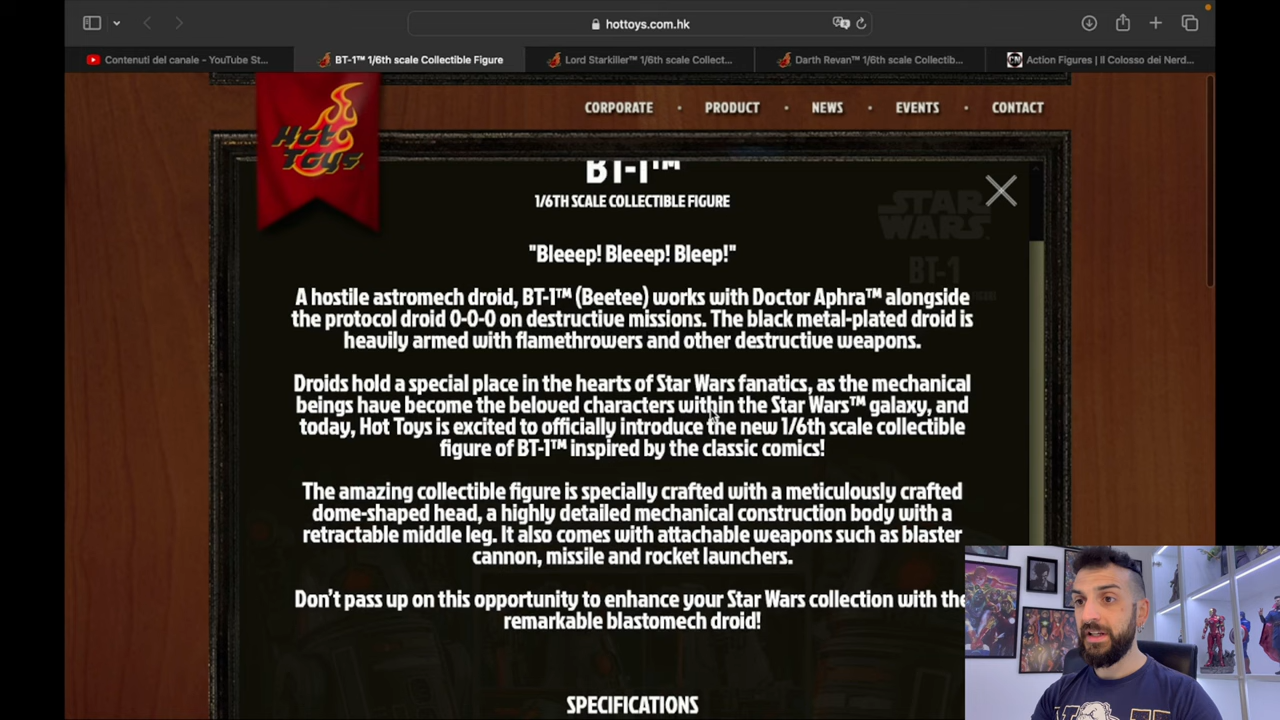 hottoys.com.hk
Contenuti del canale - YouTube St...
BT-1™ 1/6th scale Collectible Figure
Lord Starkiller™ 1/6th scale Collect...
Darth Revan™ 1/6th scale Collectib...
CN
Action Figures | Il Colosso dei Nerd...
Hot
Toys
CORPORATE • PRODUCT • NEWS • EVENTS • CONTACT
BT-1™
1/6TH SCALE COLLECTIBLE FIGURE
STAR
WARS
BT-1
"Bleeep! Bleeep! Bleep!"
A hostile astromech droid, BT-1™ (Beetee) works with Doctor Aphra™ alongside
the protocol droid 0-0-0 on destructive missions. The black metal-plated droid is
heavily armed with flamethrowers and other destructive weapons.
Droids hold a special place in the hearts of Star Wars fanatics, as the mechanical
beings have become the beloved characters within the Star Wars™ galaxy, and
today, Hot Toys is excited to officially introduce the new 1/6th scale collectible
figure of BT-1™ inspired by the classic comics!
The amazing collectible figure is specially crafted with a meticulously crafted
dome-shaped head, a highly detailed mechanical construction body with a
retractable middle leg. It also comes with attachable weapons such as blaster
cannon, missile and rocket launchers.
Don't pass up on this opportunity to enhance your Star Wars collection with the
remarkable blastomech droid!
SPECIFICATIONS